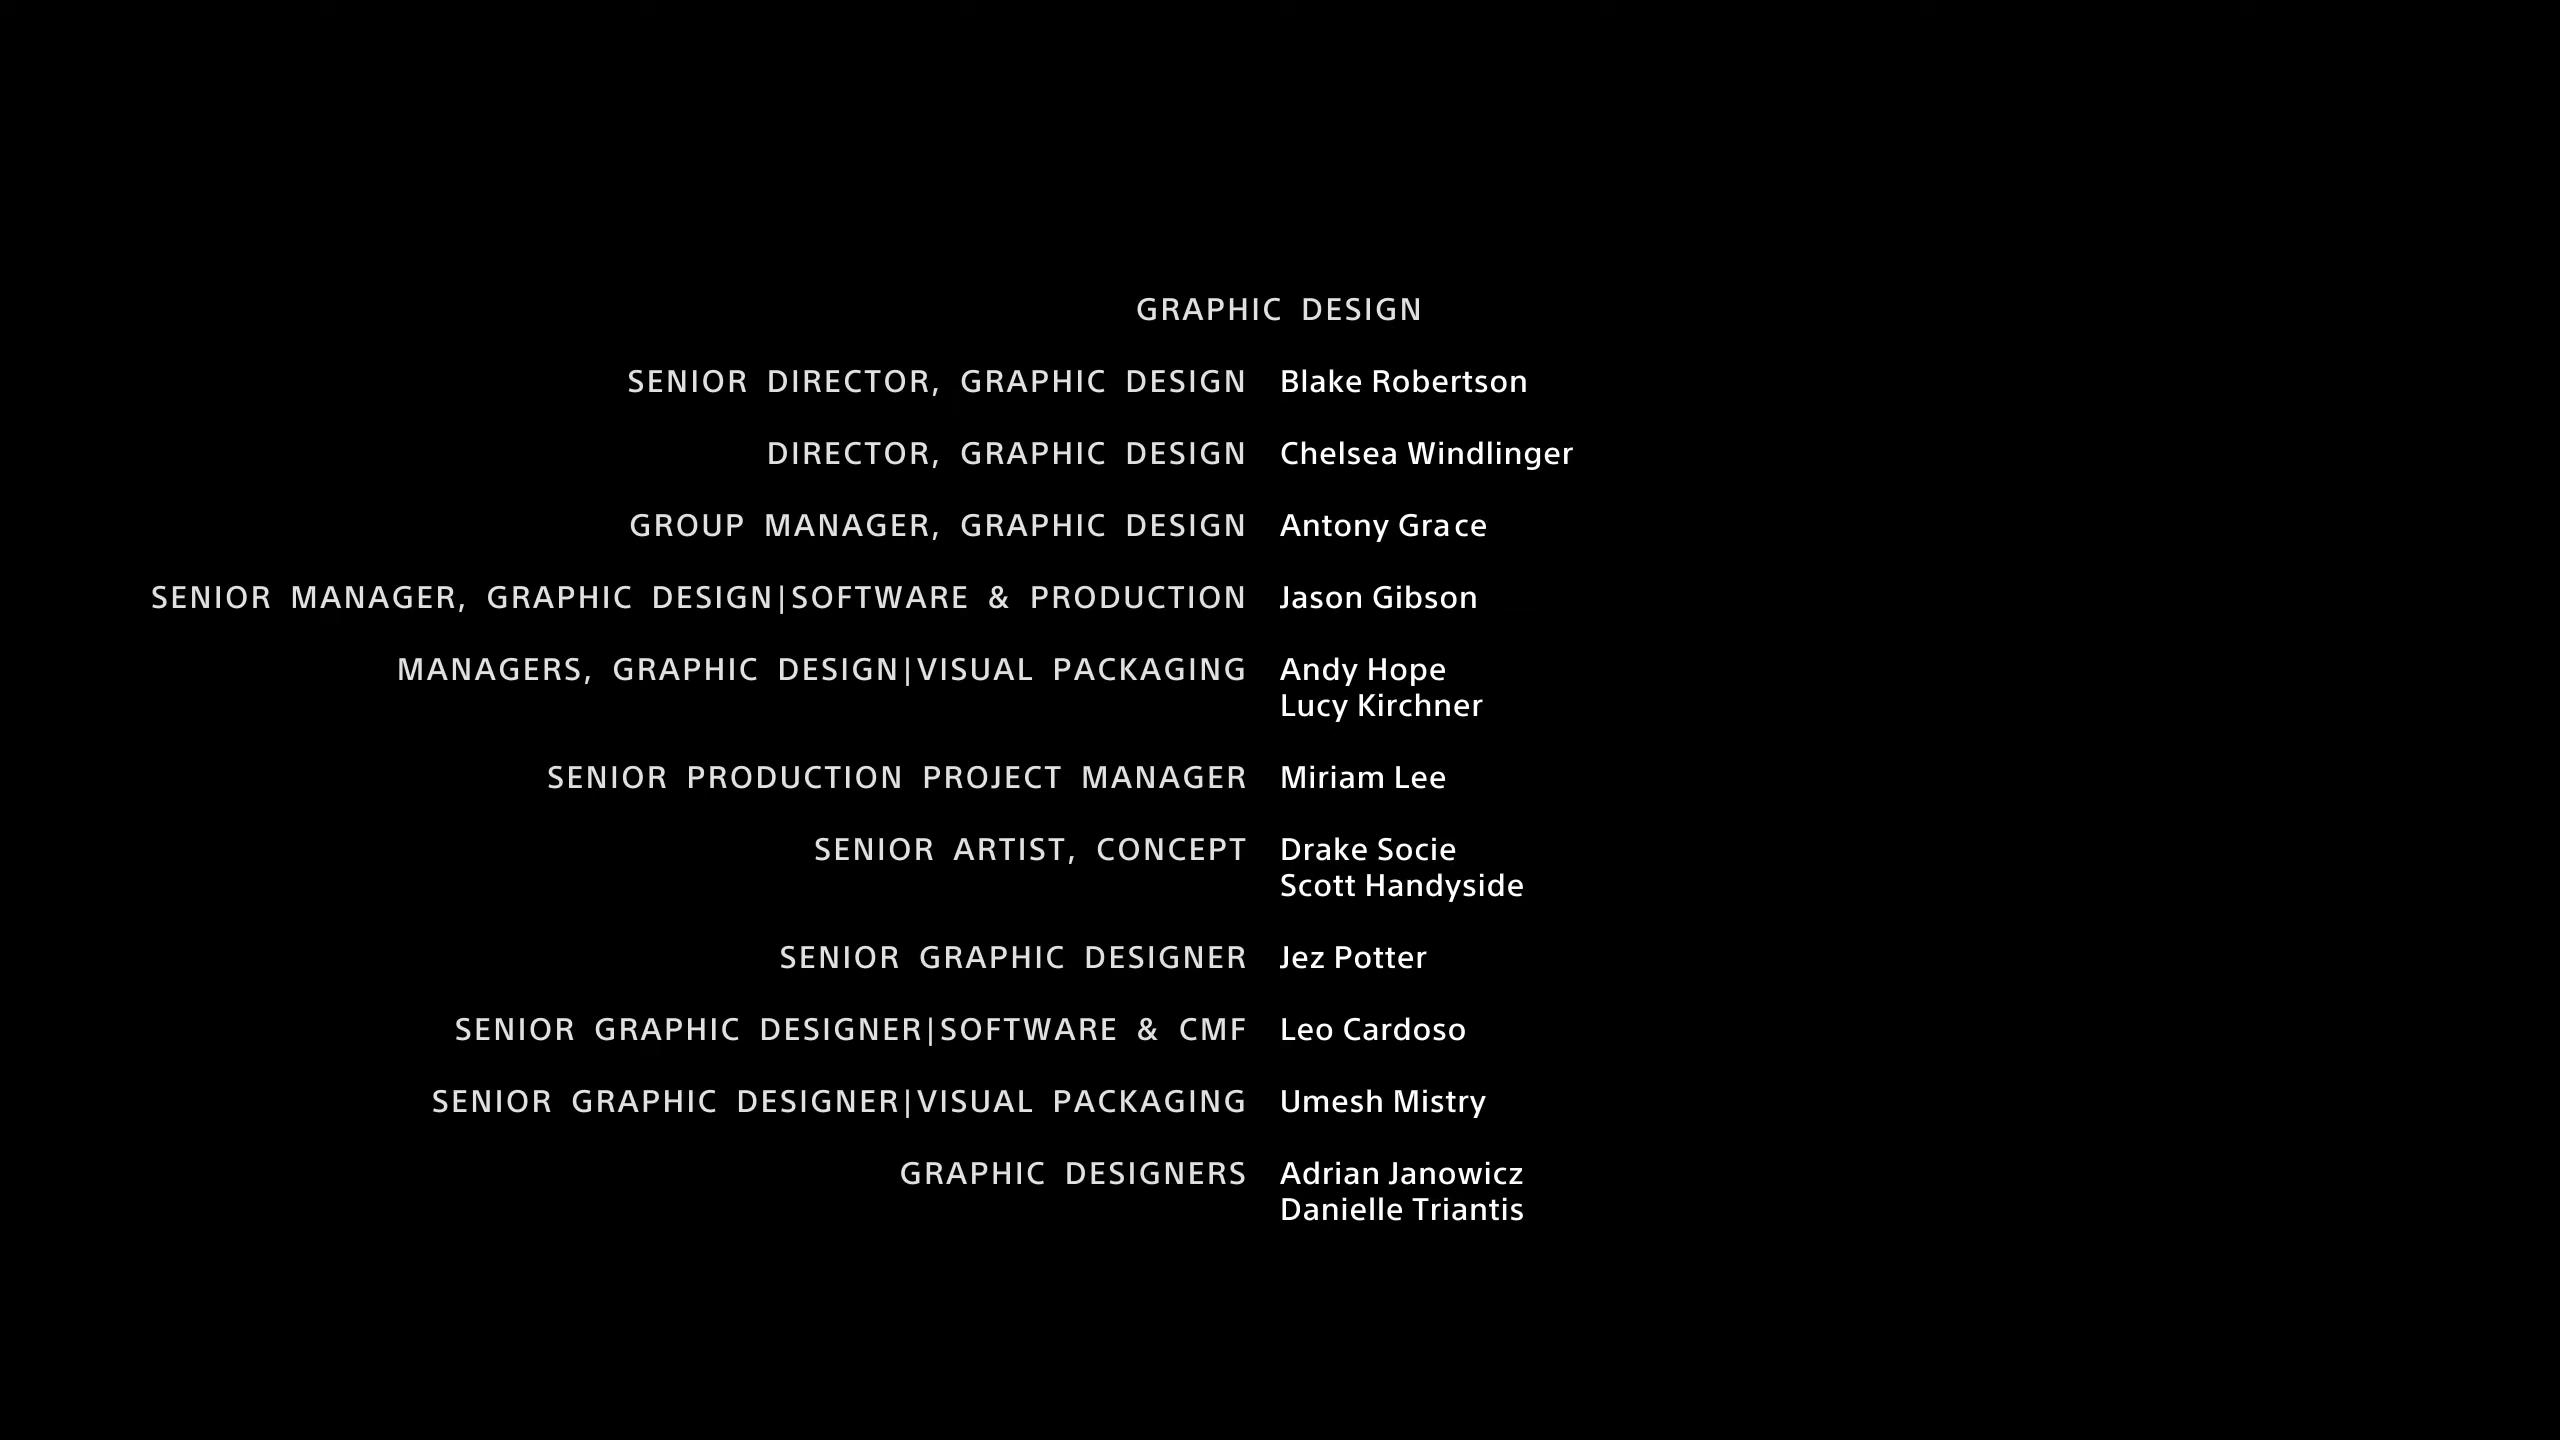 GRAPHIC DESIGN
SENIOR DIRECTOR, GRAPHIC DESIGN Blake Robertson
DIRECTOR, GRAPHIC DESIGN Chelsea Windlinger
GROUP MANAGER, GRAPHIC DESIGN Antony Grace
SENIOR MANAGER, GRAPHIC DESIGN|SOFTWARE & PRODUCTION Jason Gibson
MANAGERS, GRAPHIC DESIGN|VISUAL PACKAGING Andy Hope
Lucy Kirchner
SENIOR PRODUCTION PROJECT MANAGER Miriam Lee
SENIOR ARTIST, CONCEPT Drake Socie
Scott Handyside
SENIOR GRAPHIC DESIGNER Jez Potter
SENIOR GRAPHIC DESIGNER|SOFTWARE & CMF Leo Cardoso
SENIOR GRAPHIC DESIGNER|VISUAL PACKAGING Umesh Mistry
GRAPHIC DESIGNERS Adrian Janowicz
Danielle Triantis